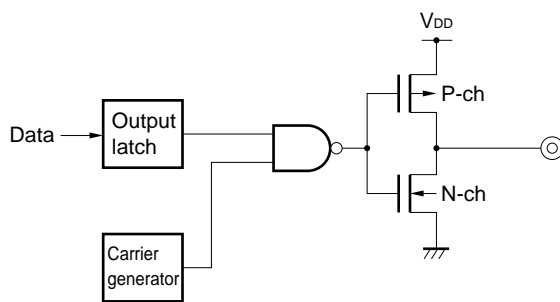 VDD
P-ch
Data
Output
latch
N-ch
Carrier
generator